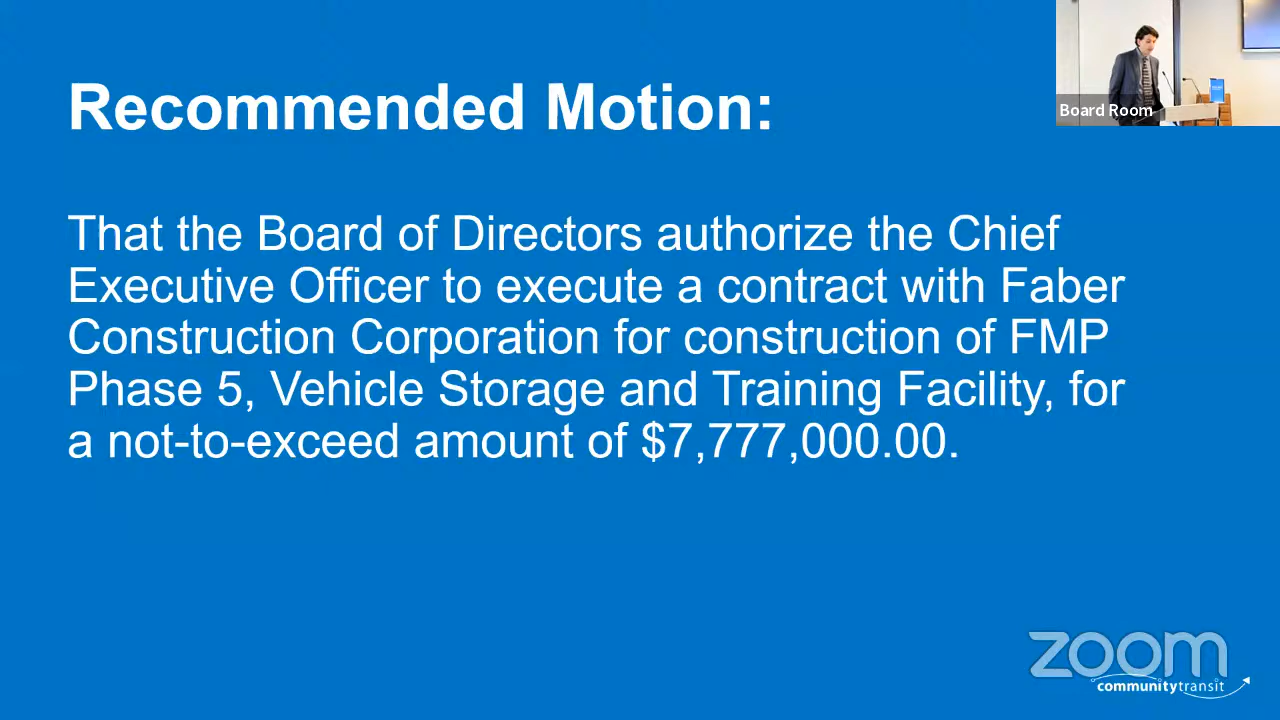 Board Room
Recommended Motion:
That the Board of Directors authorize the Chief
Executive Officer to execute a contract with Faber
Construction Corporation for construction of FMP
Phase 5, Vehicle Storage and Training Facility, for
a not-to-exceed amount of $7,777,000.00.
zoom
communitytransit